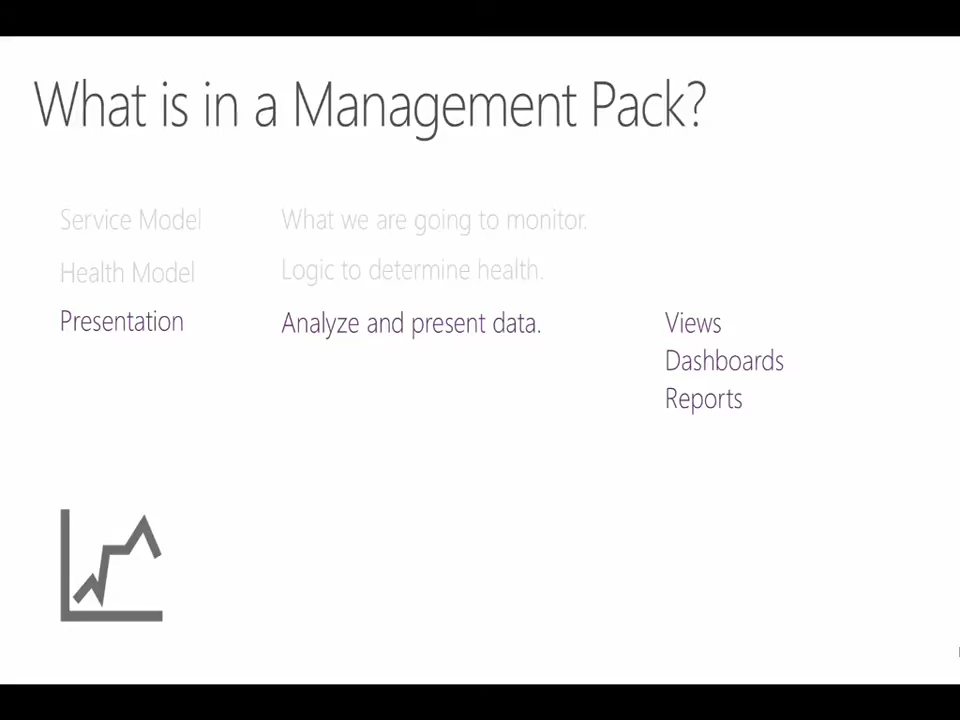 What is in a Management Pack?
Service Model What we are going to monitor.
Health Model Logic to determine health.
Presentation Analyze and present data. Views
Dashboards
Reports